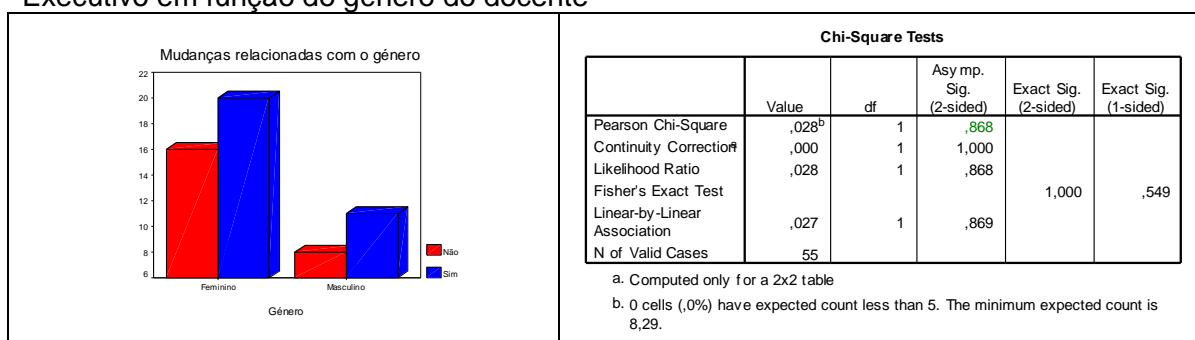 Executivo em função do género do docente
Mudanças relacionadas com o género
22
20
18
16
14
12
10
8
6
Feminino Masculino
Género
Não
Sim
Chi-Square Tests
Value df Asymp. Sig. (2-sided) Exact Sig. (2-sided) Exact Sig. (1-sided)
Pearson Chi-Square ,028b 1 ,868
Continuity Correctiona ,000 1 1,000
Likelihood Ratio ,028 1 ,868
Fisher's Exact Test 1,000 ,549
Linear-by-Linear Association ,027 1 ,869
N of Valid Cases 55
a. Computed only for a 2x2 table
b. 0 cells (,0%) have expected count less than 5. The minimum expected count is
8,29.